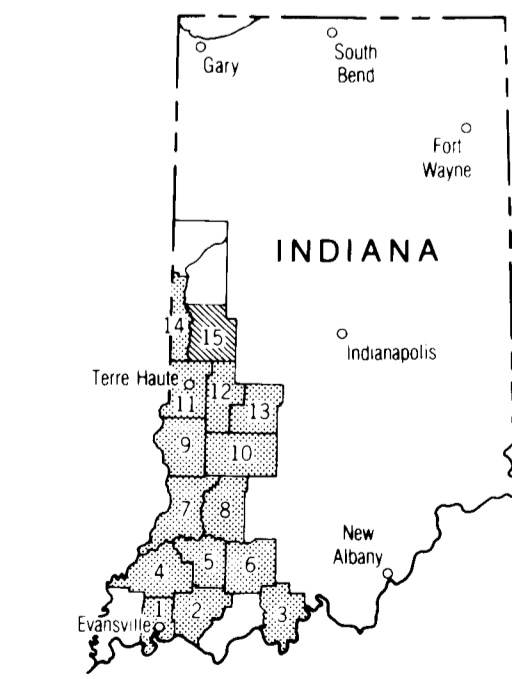 Gary
South
Bend
Fort
Wayne
INDIANA
14
15
Indianapolis
Terre Haute
11
12
13
9
10
7
8
New
Albany
4
5
6
Evansville
1
2
3